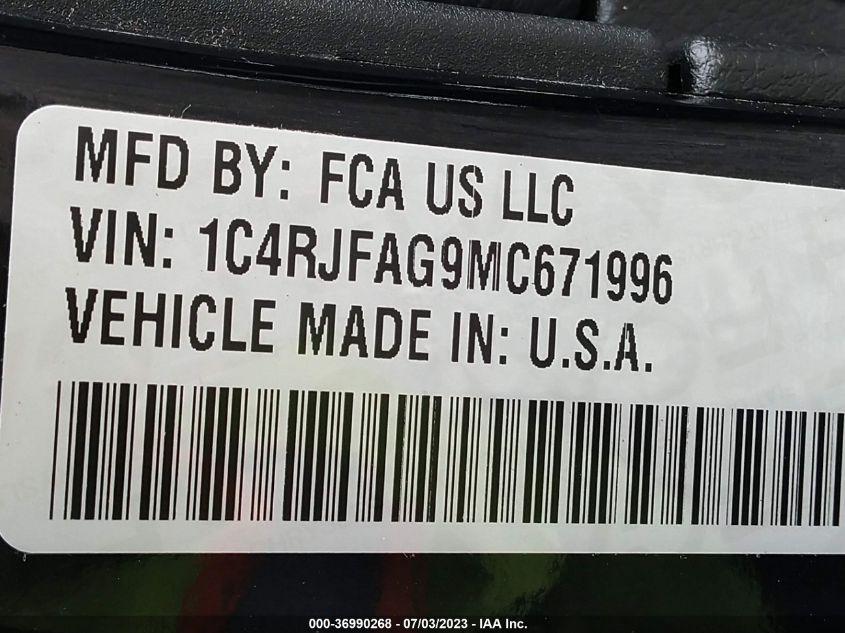 MFD BY: FCA US LLC
VIN: 1C4RJFAG9MC671996
VEHICLE MADE IN: U.S.A.
000-36990268 - 07/03/2023 - IAA Inc.